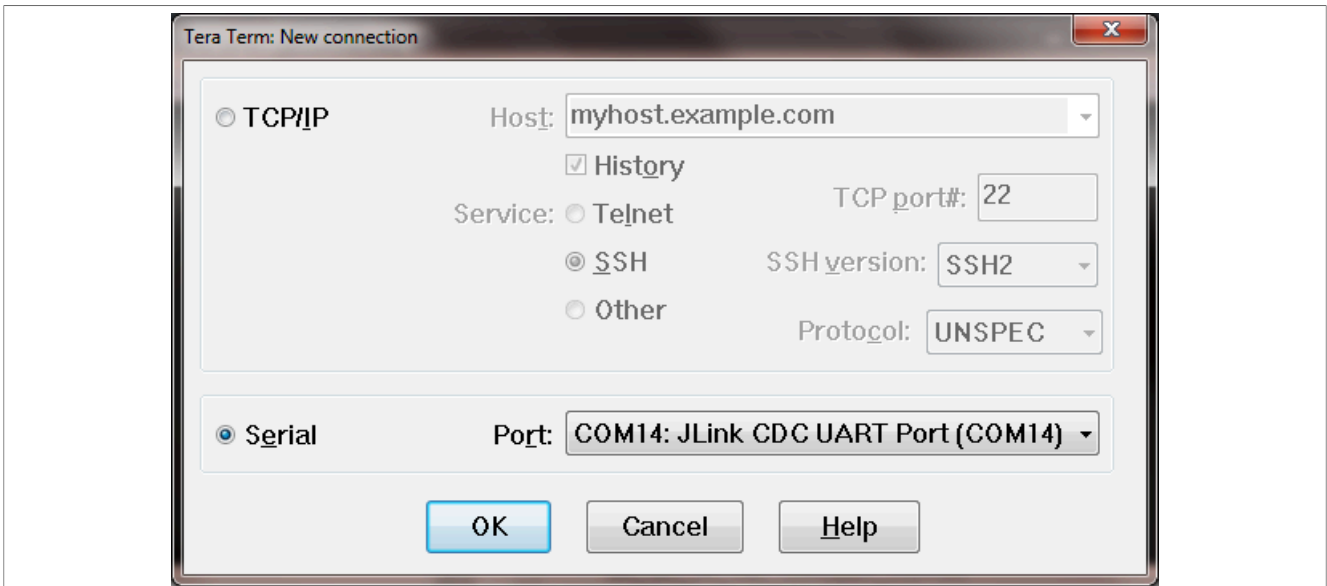 Tera Term: New connection
TCP/IP
Host: myhost.example.com
History
Service: Telnet
TCP port#: 22
SSH
SSH version: SSH2
Other
Protocol: UNSPEC
Serial
Port: COM14: JLink CDC UART Port (COM14)
OK Cancel Help